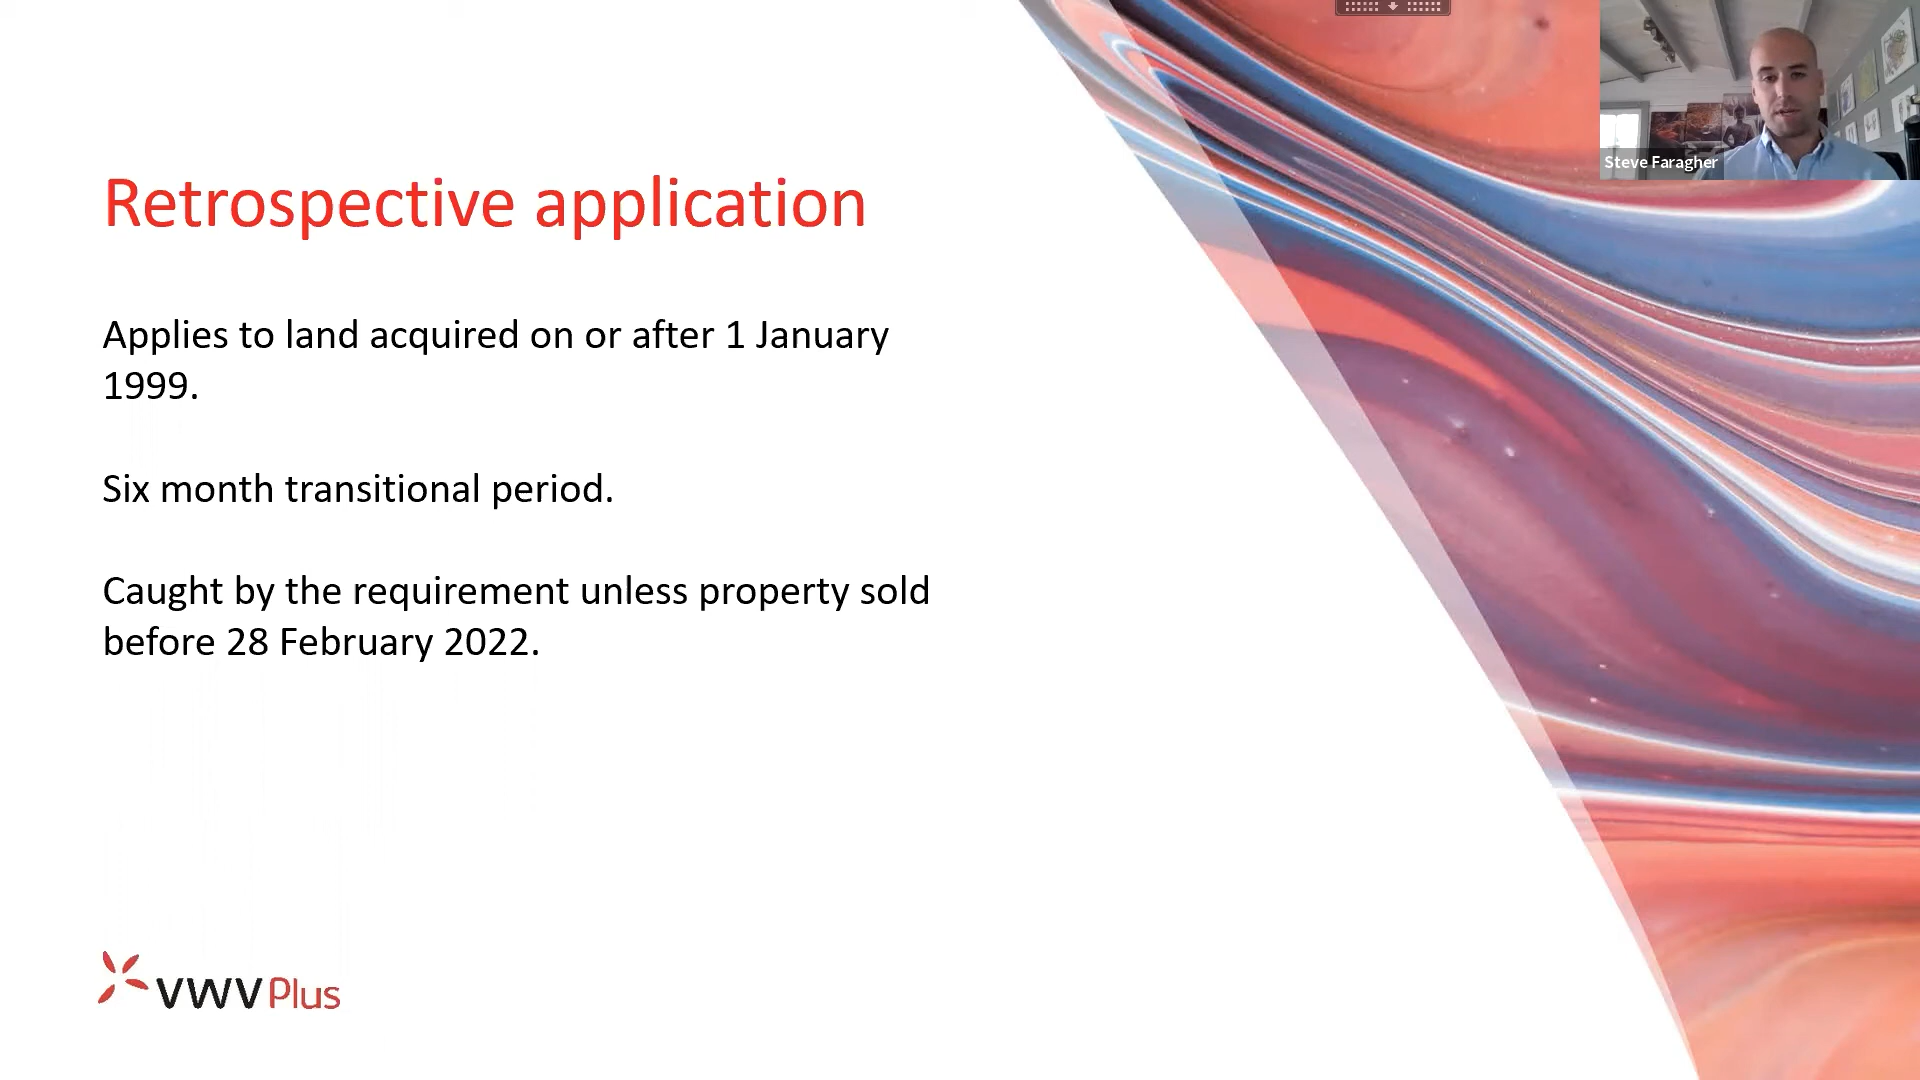 Steve Faragher
Retrospective application
Applies to land acquired on or after 1 January
1999.
Six month transitional period.
Caught by the requirement unless property sold
before 28 February 2022.
VWV Plus